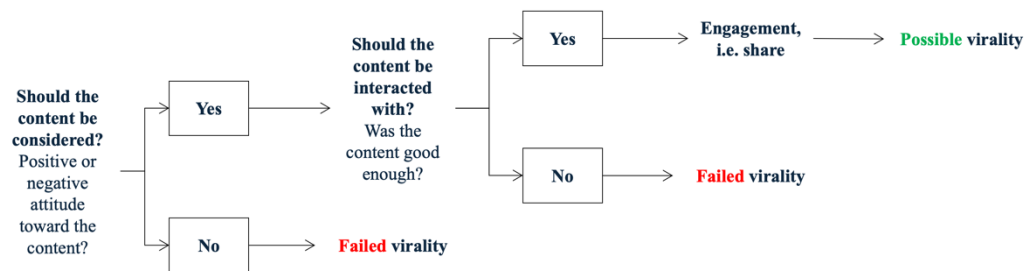 Should the
content be
considered?
Positive or
negative
attitude
toward the
content?
Yes
No
Failed virality
Should the
content be
interacted
with?
Was the
content good
enough?
Yes
No
Failed virality
Engagement,
i.e. share
Possible virality